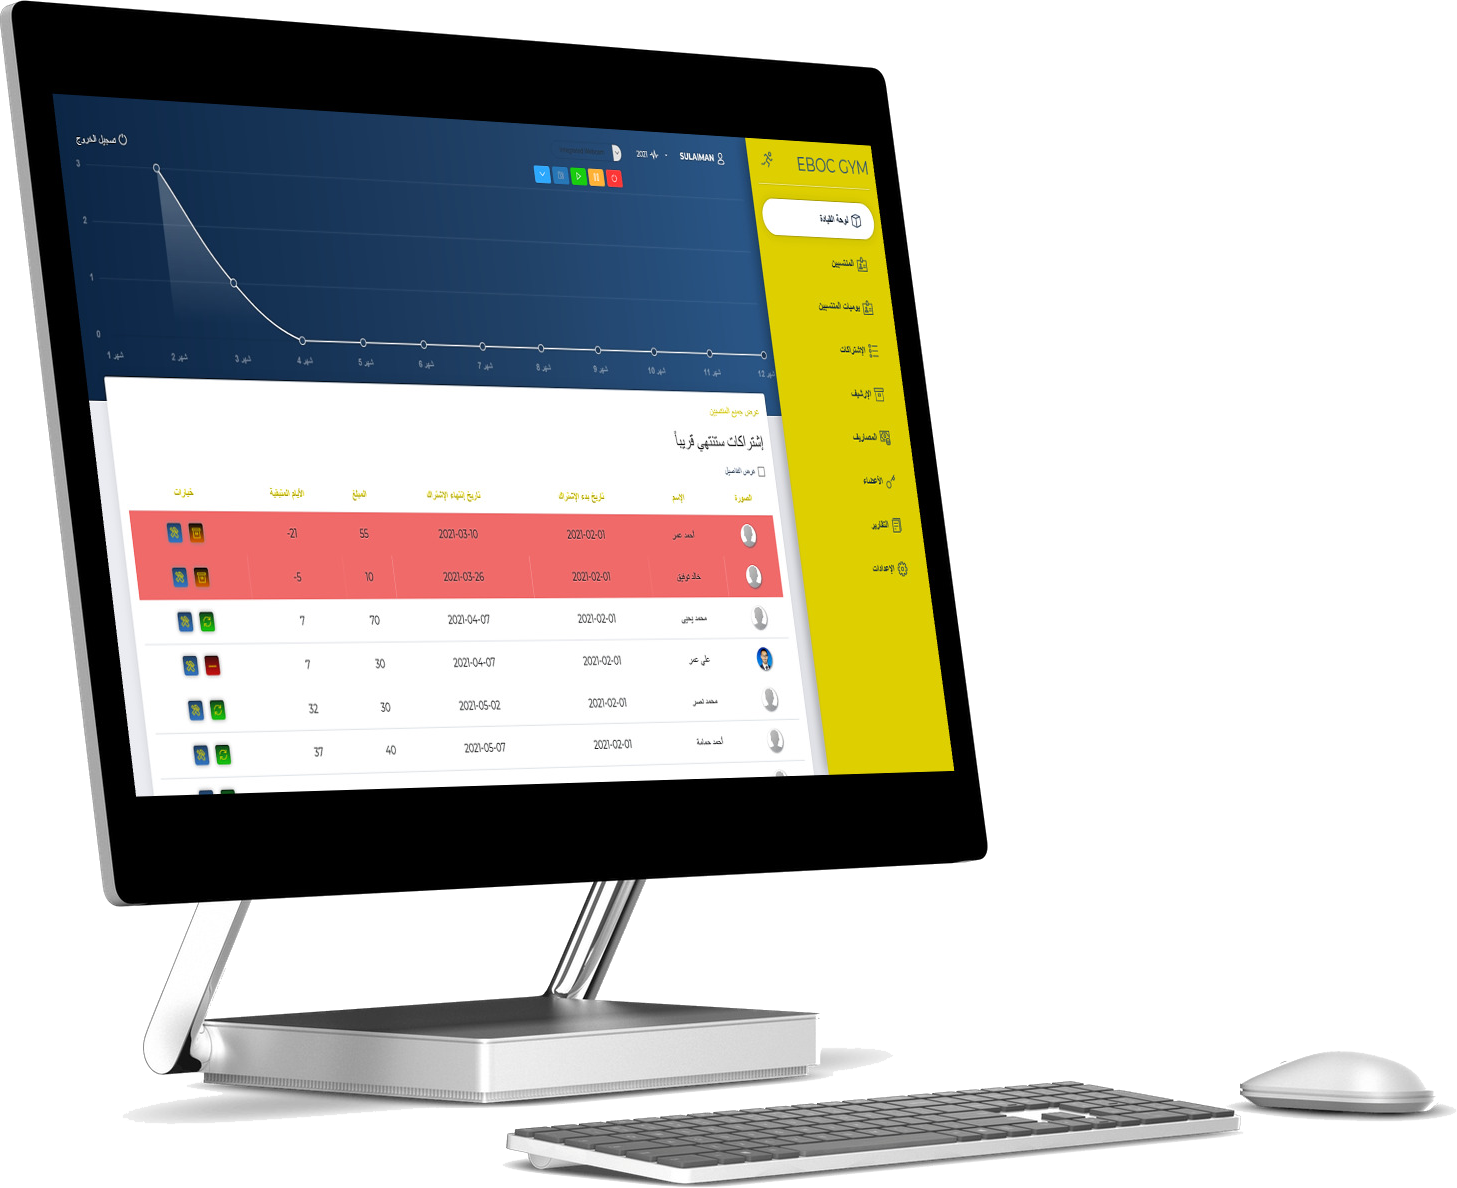 EBOC GYM
لوحة القيادة
المنتسبين
يوميات المنتسبين
الإشتراكات
الإرشيف
المصاريف
الأعضاء
التقارير
الإعدادات
SULAIMAN
2021
تسجيل الخروج
3
2
1
0
شهر 1
شهر 2
شهر 3
شهر 4
شهر 5
شهر 6
شهر 7
شهر 8
شهر 9
شهر 10
شهر 11
شهر 12
عرض جميع المنتسبين
إشتراكات ستنتهي قريباً
عرض التفاصيل
الصورة الإسم تاريخ بدء الإشتراك تاريخ إنتهاء الإشتراك المبلغ الأيام المتبقية خيارات
أحمد عمر 2021-02-01 2021-03-10 55 -21
خالد توفيق 2021-02-01 2021-03-26 10 -5
محمد يحيى 2021-02-01 2021-04-07 70 7
علي عمر 2021-02-01 2021-04-07 30 7
محمد نصر 2021-02-01 2021-05-02 30 32
أحمد حمامة 2021-02-01 2021-05-07 40 37